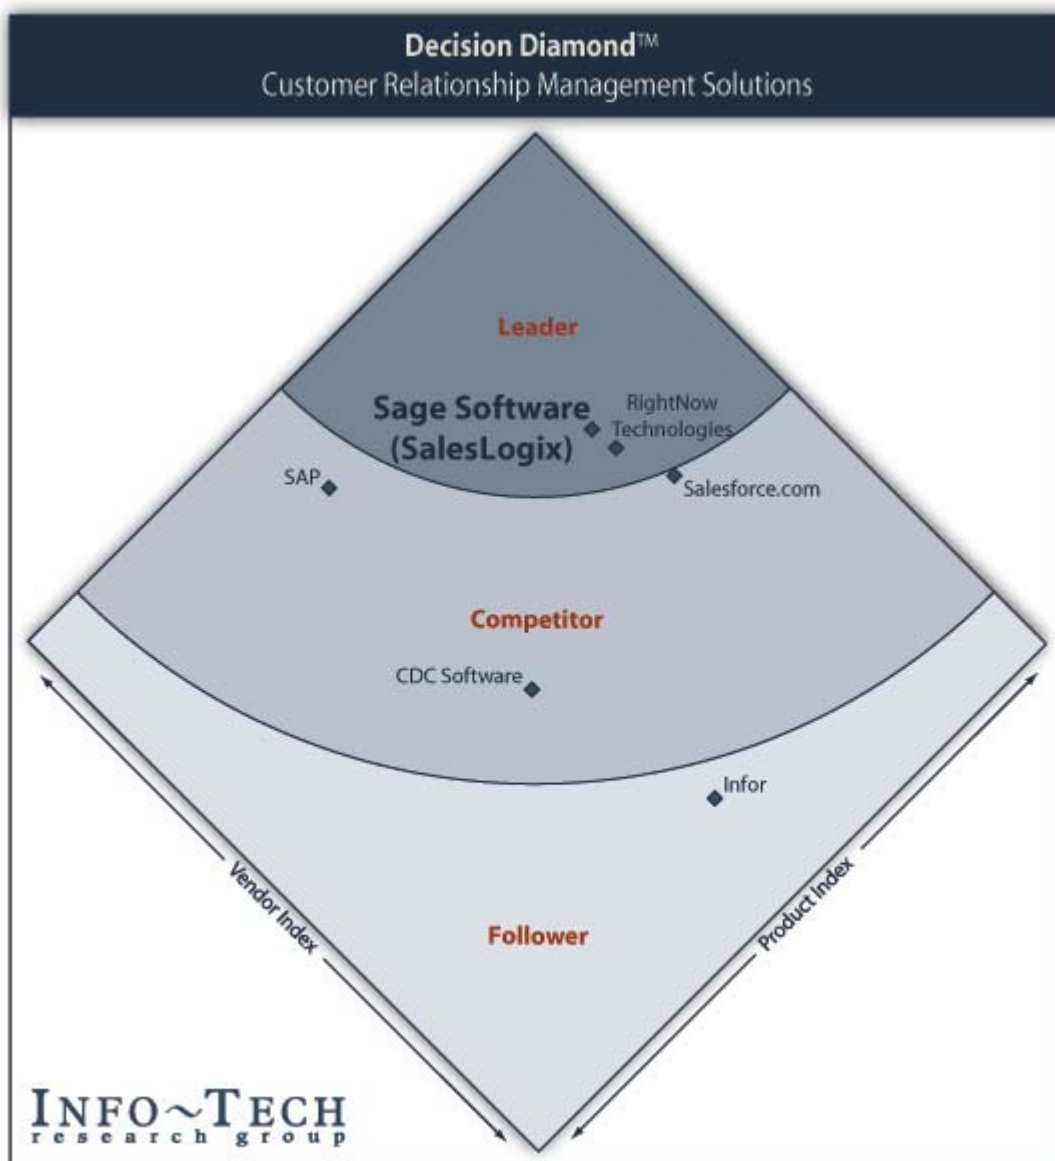 Decision Diamond™
Customer Relationship Management Solutions
Leader
Sage Software
(SalesLogix)
RightNow
Technologies
SAP
Salesforce.com
Competitor
CDC Software
Infor
Vendor Index
Product Index
Follower
INFO~TECH
research group